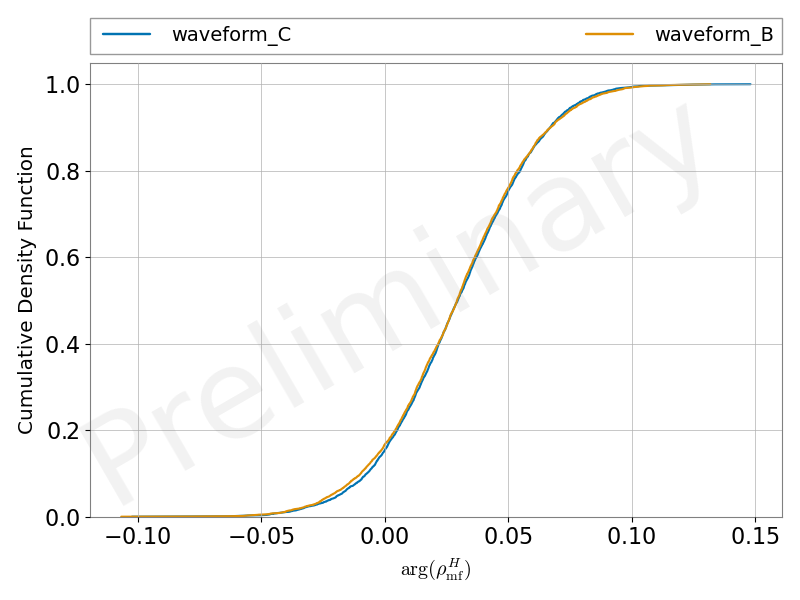 waveform_C waveform_B
1.0
0.8
0.6
0.4
0.2
0.0
Cumulative Density Function
Preliminary
−0.10 −0.05 0.00 0.05 0.10 0.15
arg(ρ_mf^H)